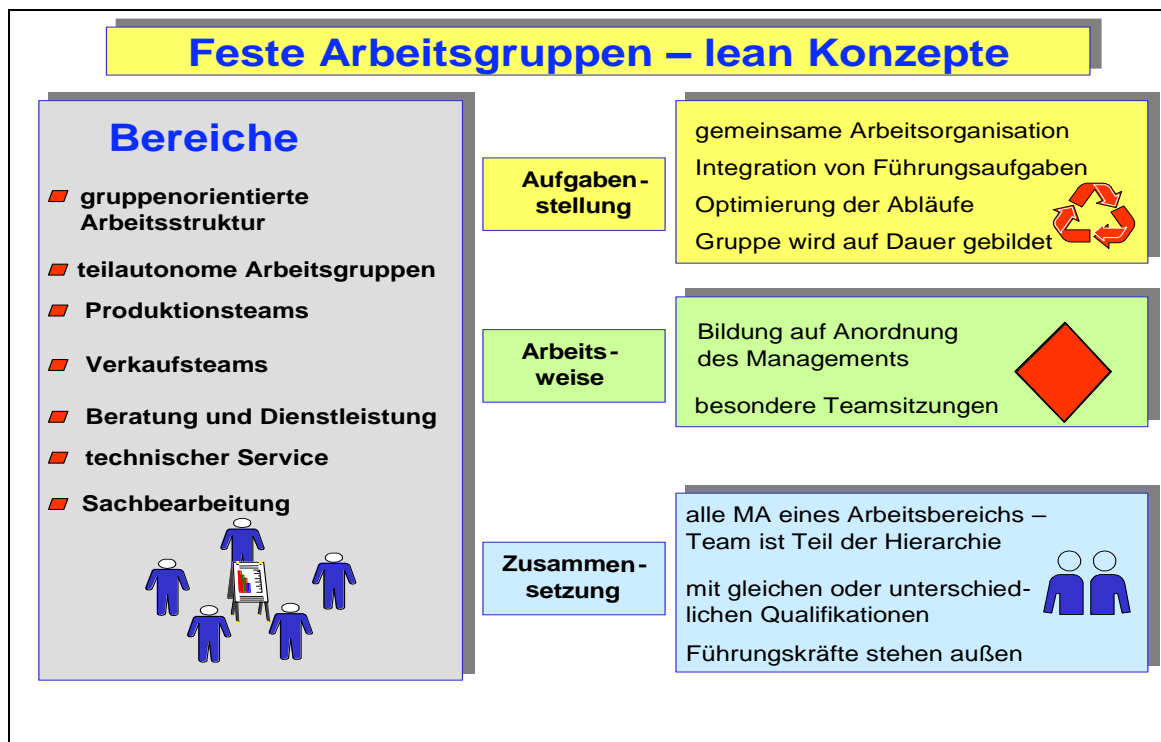 Feste Arbeitsgruppen – lean Konzepte
Bereiche
gruppenorientierte
Arbeitsstruktur
teilautonome Arbeitsgruppen
Produktionsteams
Verkaufsteams
Beratung und Dienstleistung
technischer Service
Sachbearbeitung
Aufgaben-
stellung
gemeinsame Arbeitsorganisation
Integration von Führungsaufgaben
Optimierung der Abläufe
Gruppe wird auf Dauer gebildet
Arbeits-
weise
Bildung auf Anordnung
des Managements
besondere Teamsitzungen
Zusammen-
setzung
alle MA eines Arbeitsbereichs –
Team ist Teil der Hierarchie
mit gleichen oder unterschied-
lichen Qualifikationen
Führungskräfte stehen außen